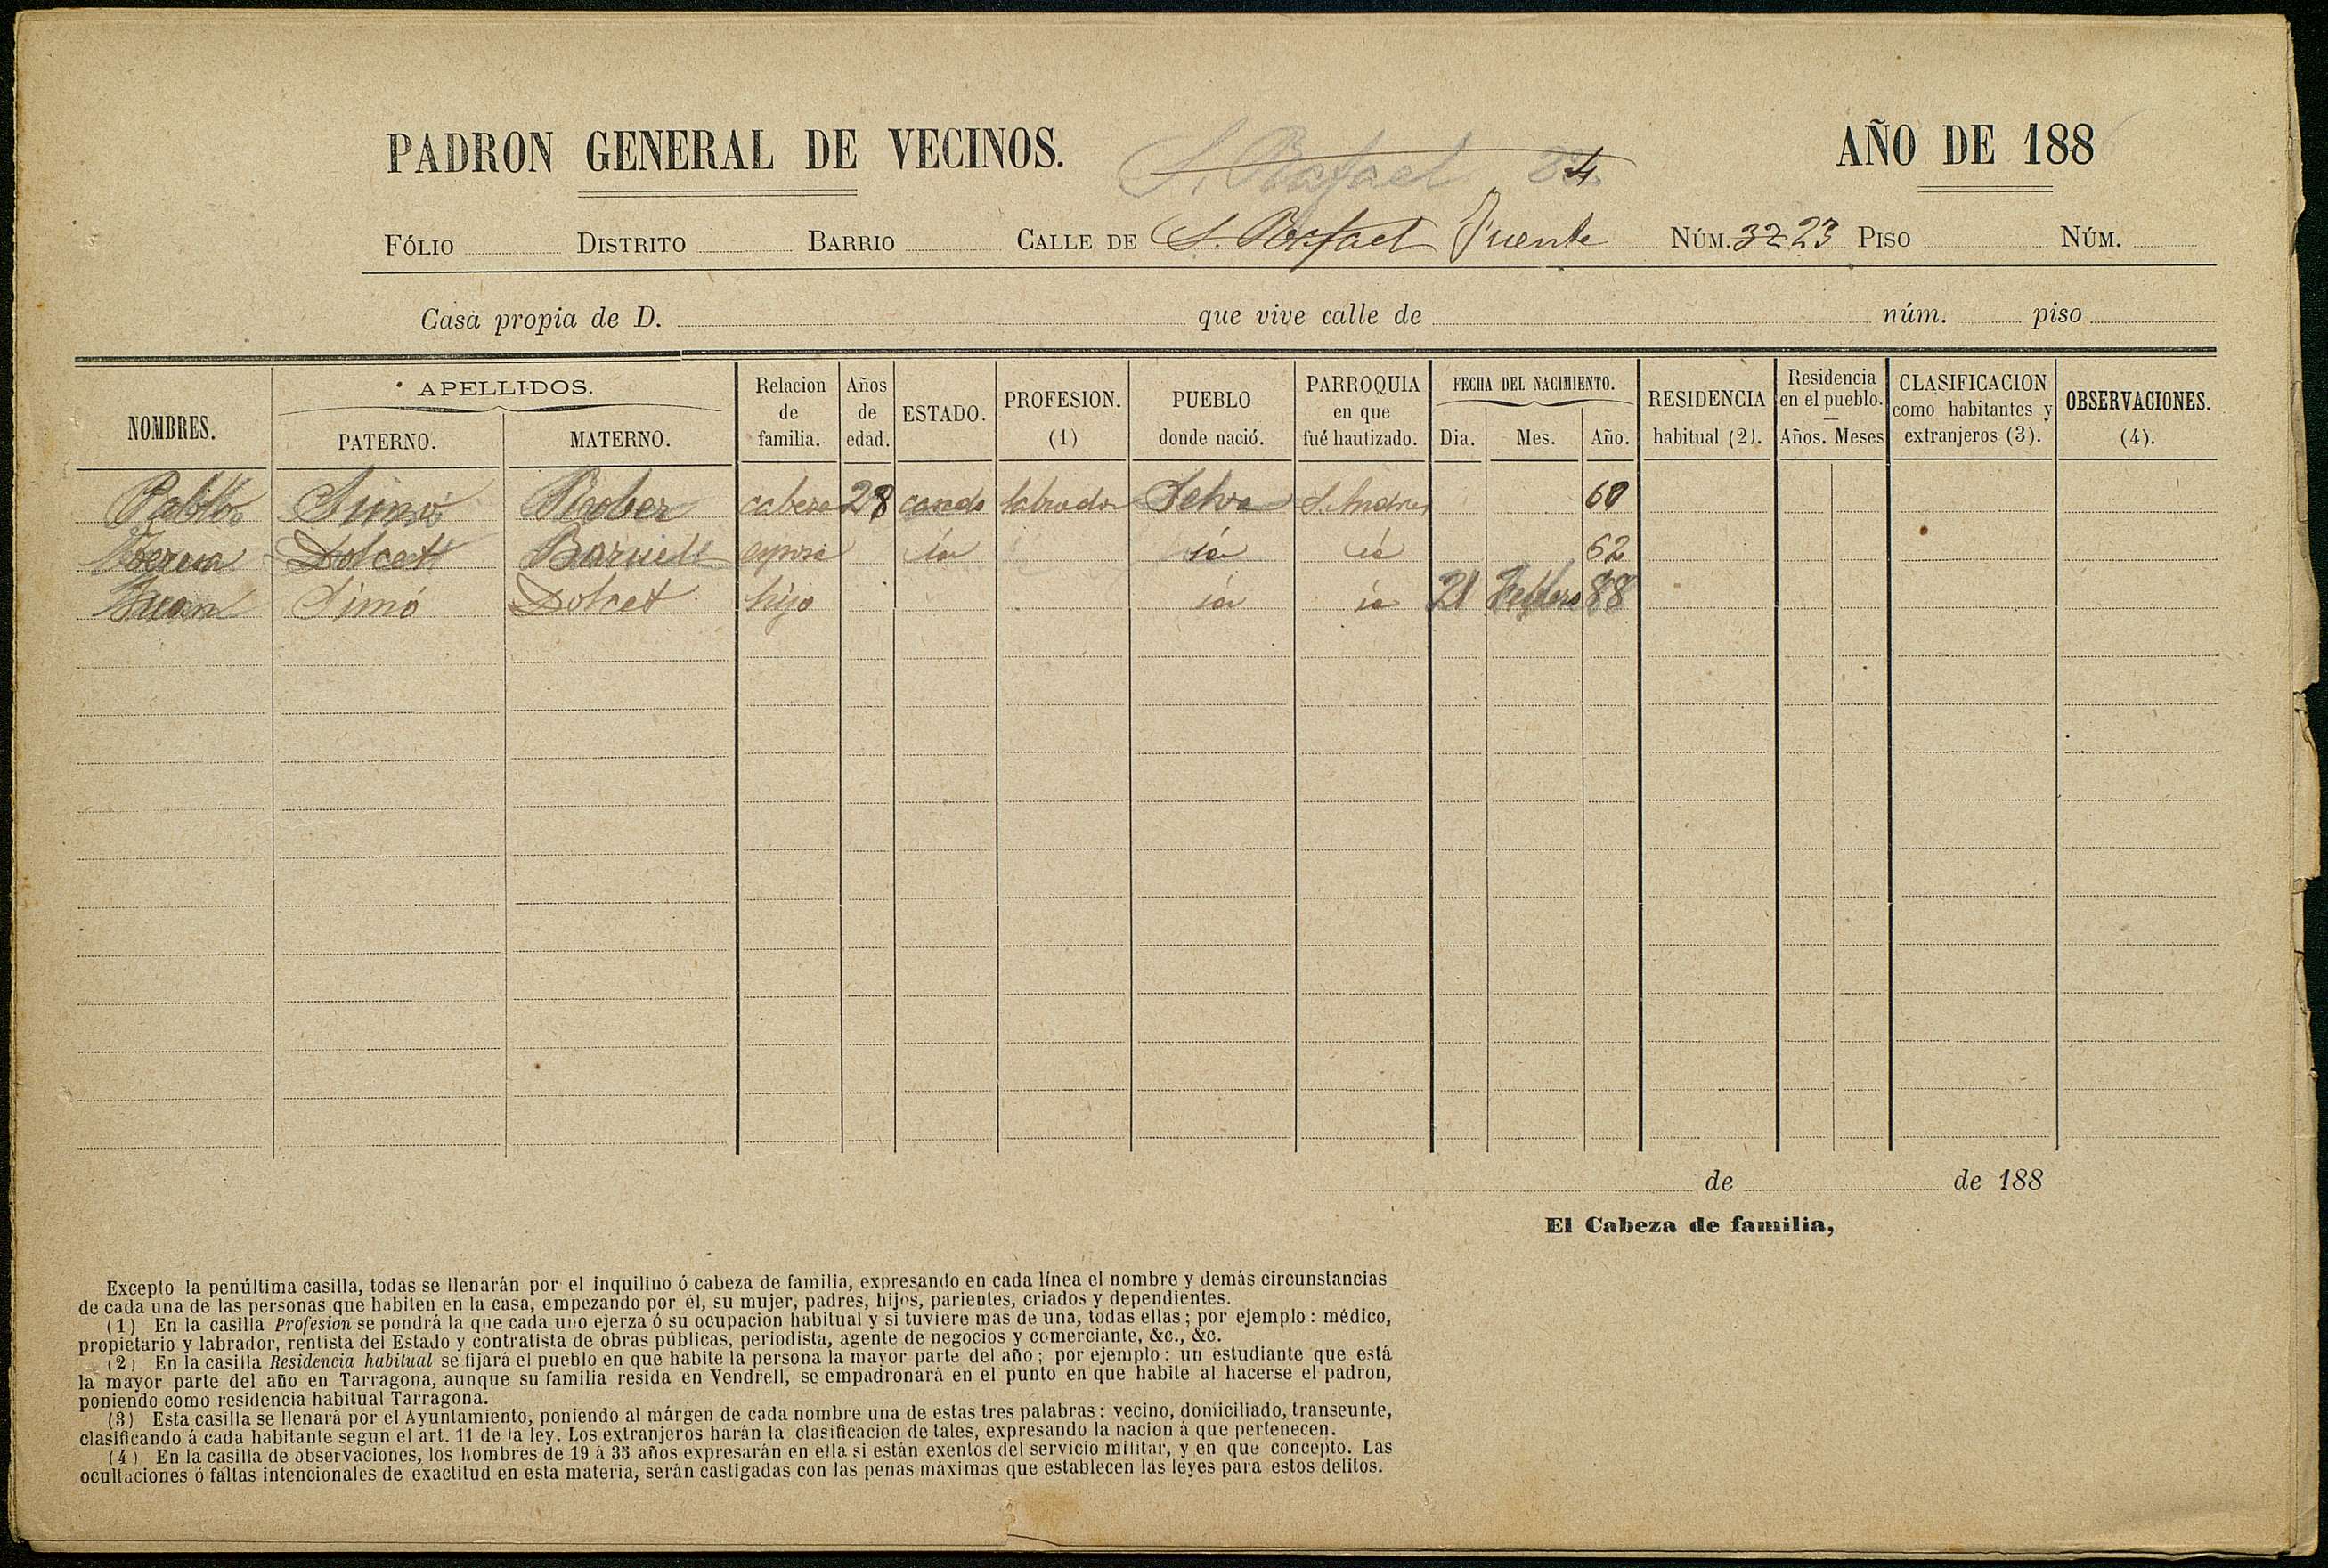 PADRON GENERAL DE VECINOS. S. Rafael AÑO DE 188
FÓLIO DISTRITO BARRIO CALLE DE S. Rafael Fuente NÚM. 32 23 PISO NÚM.
Casa propia de D. que vive calle de núm. piso
NOMBRES. APELLIDOS. PATERNO. MATERNO. Relacion de familia. Años de edad. ESTADO. PROFESION. (1) PUEBLO donde nació. PARROQUIA en que fué bautizado. FECHA DEL NACIMIENTO. Dia. Mes. Año. RESIDENCIA habitual (2). Residencia en el pueblo. Años. Meses CLASIFICACION como habitantes y extranjeros (3). OBSERVACIONES. (4).
Pablo Simó cabeza 28 casado labrador Selva S. Andres 60
Teresa Dolcet esposa id id id 62
Juan Simó Dolcet hijo id id 21 88
de de 188
El Cabeza de familia,
Excepto la penúltima casilla, todas se llenarán por el inquilino ó cabeza de familia, expresando en cada línea el nombre y demás circunstancias
de cada una de las personas que habiten en la casa, empezando por él, su mujer, padres, hijos, parientes, criados y dependientes.
(1) En la casilla Profesion se pondrá la que cada uno ejerza ó su ocupacion habitual y si tuviere mas de una, todas ellas; por ejemplo: médico,
propietario y labrador, rentista del Estado y contratista de obras públicas, periodista, agente de negocios y comerciante, &c., &c.
(2) En la casilla Residencia habitual se fijará el pueblo en que habite la persona la mayor parte del año; por ejemplo: un estudiante que está
la mayor parte del año en Tarragona, aunque su familia resida en Vendrell, se empadronará en el punto en que habite al hacerse el padron,
poniendo como residencia habitual Tarragona.
(3) Esta casilla se llenará por el Ayuntamiento, poniendo al márgen de cada nombre una de estas tres palabras: vecino, domiciliado, transeunte,
clasificando á cada habitante segun el art. 11 de la ley. Los extranjeros harán la clasificacion de tales, expresando la nacion á que pertenecen.
(4) En la casilla de observaciones, los hombres de 19 á 35 años expresarán en ella si están exentos del servicio militar, y en que concepto. Las
ocultaciones ó faltas intencionales de exactitud en esta materia, serán castigadas con las penas máximas que establecen las leyes para estos delitos.